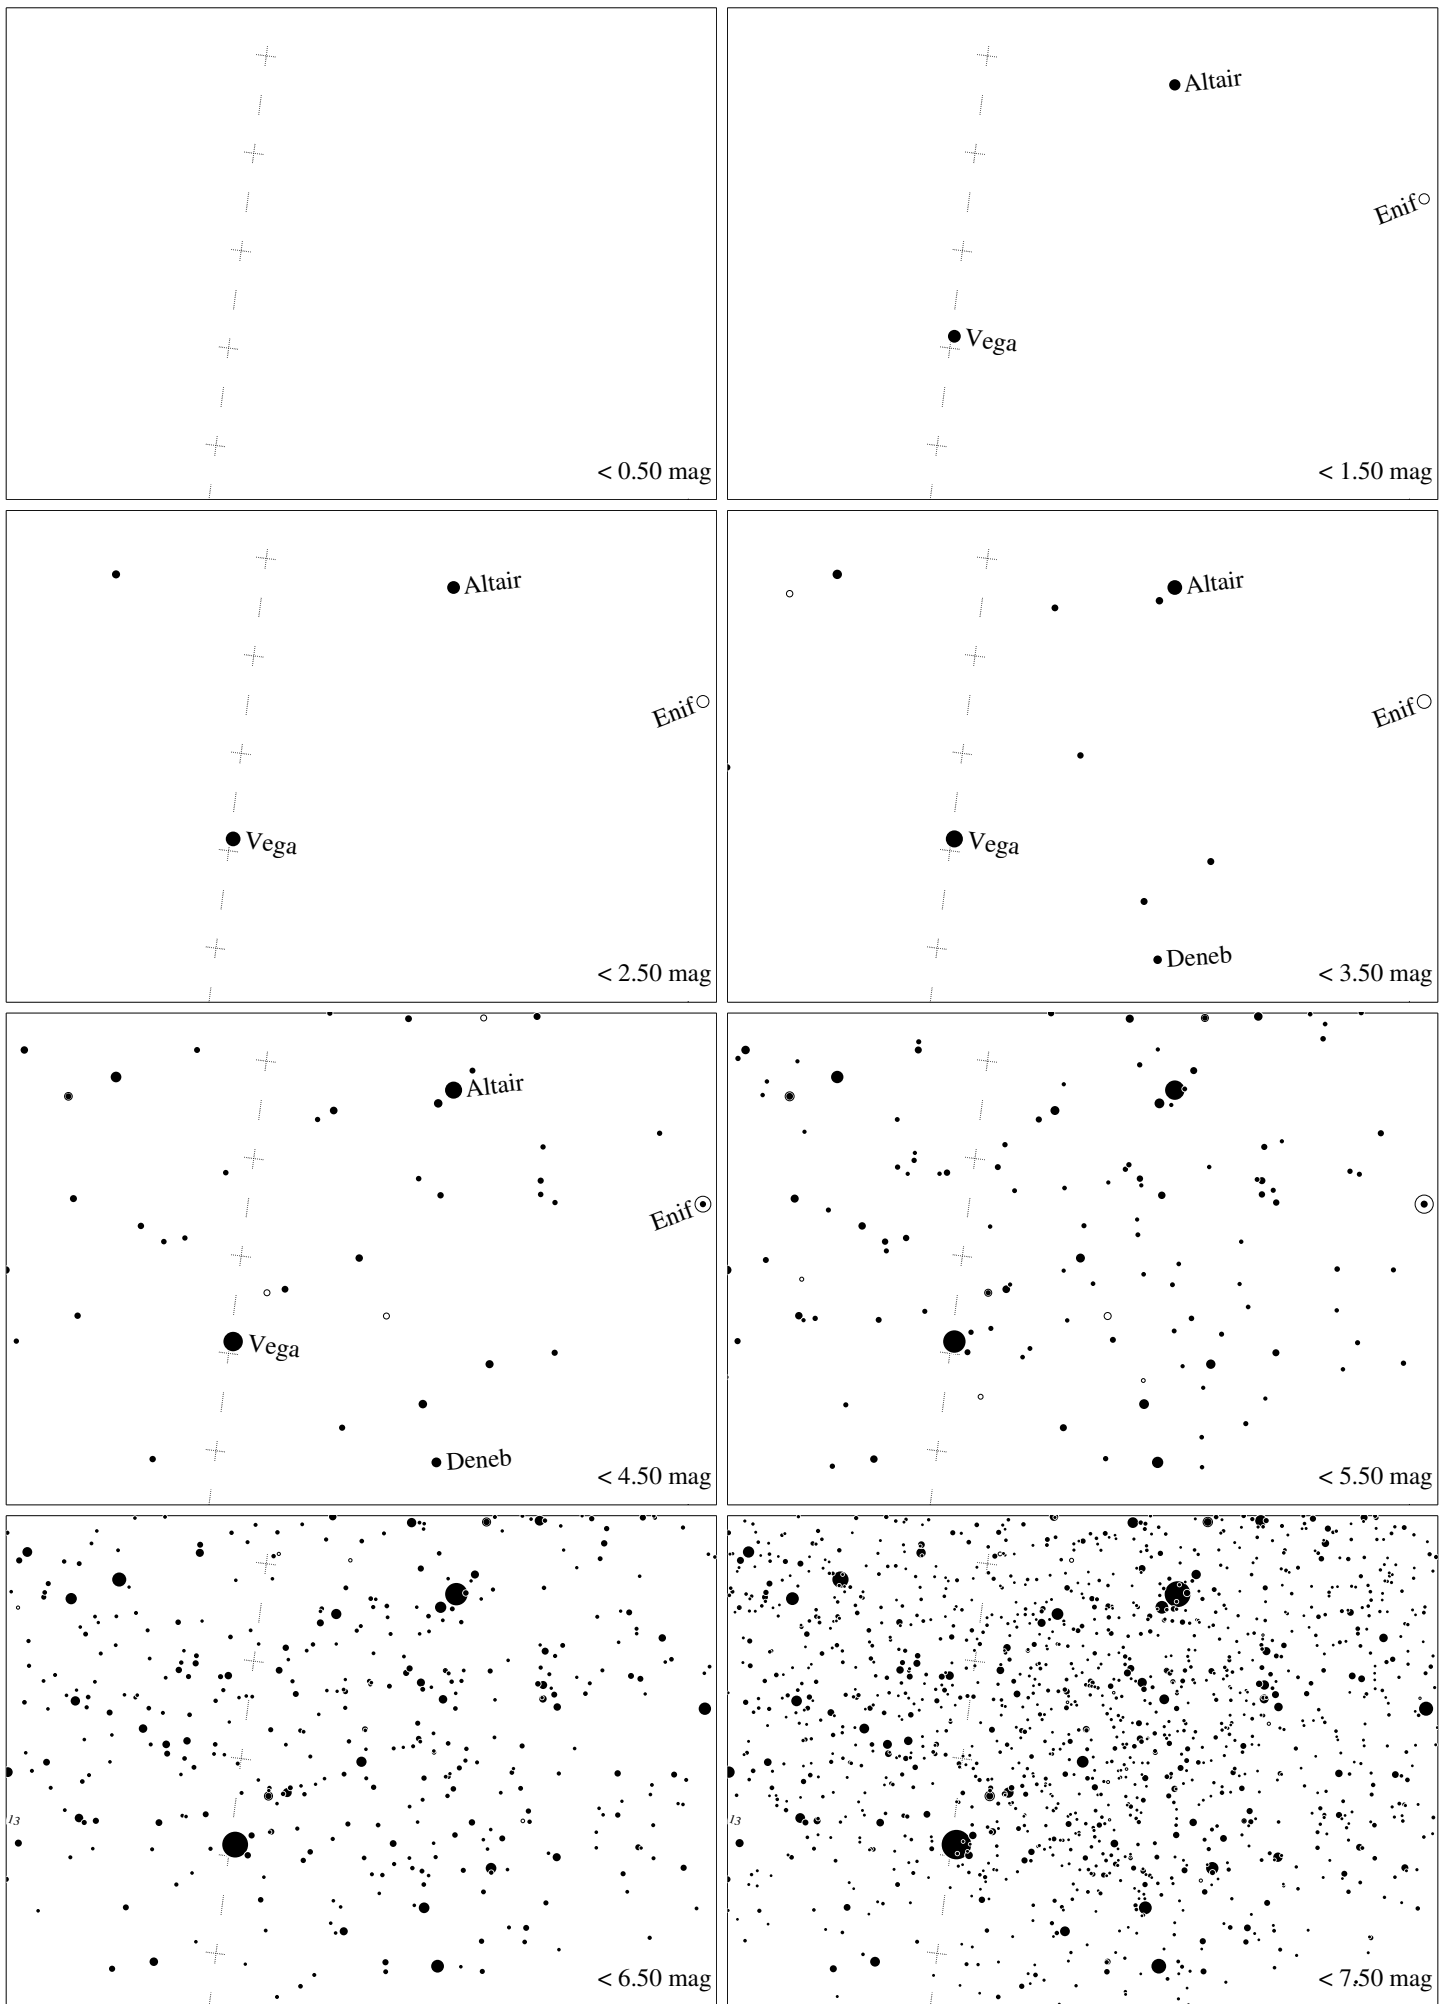 < 0.50 mag
Altair
Enif
Vega
< 1.50 mag
Altair
Enif
Vega
< 2.50 mag
Altair
Enif
Vega
Deneb
< 3.50 mag
Altair
Enif
Vega
Deneb
< 4.50 mag
< 5.50 mag
13
< 6.50 mag
13
< 7.50 mag